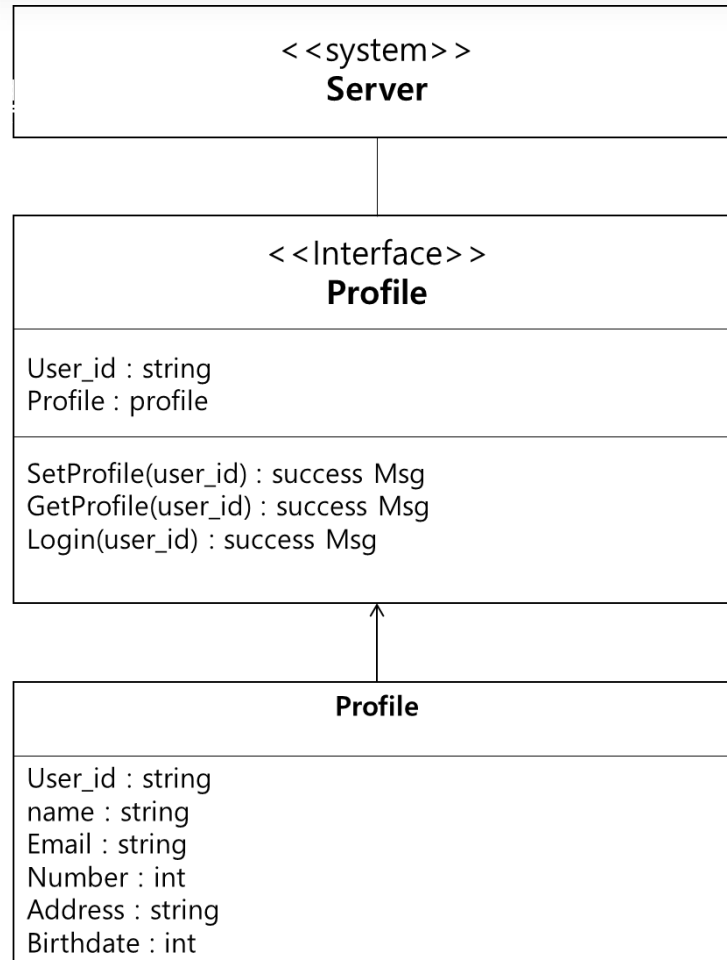 <<system>>
Server
<<Interface>>
Profile
User_id : string
Profile : profile
SetProfile(user_id) : success Msg
GetProfile(user_id) : success Msg
Login(user_id) : success Msg
Profile
User_id : string
name : string
Email : string
Number : int
Address : string
Birthdate : int